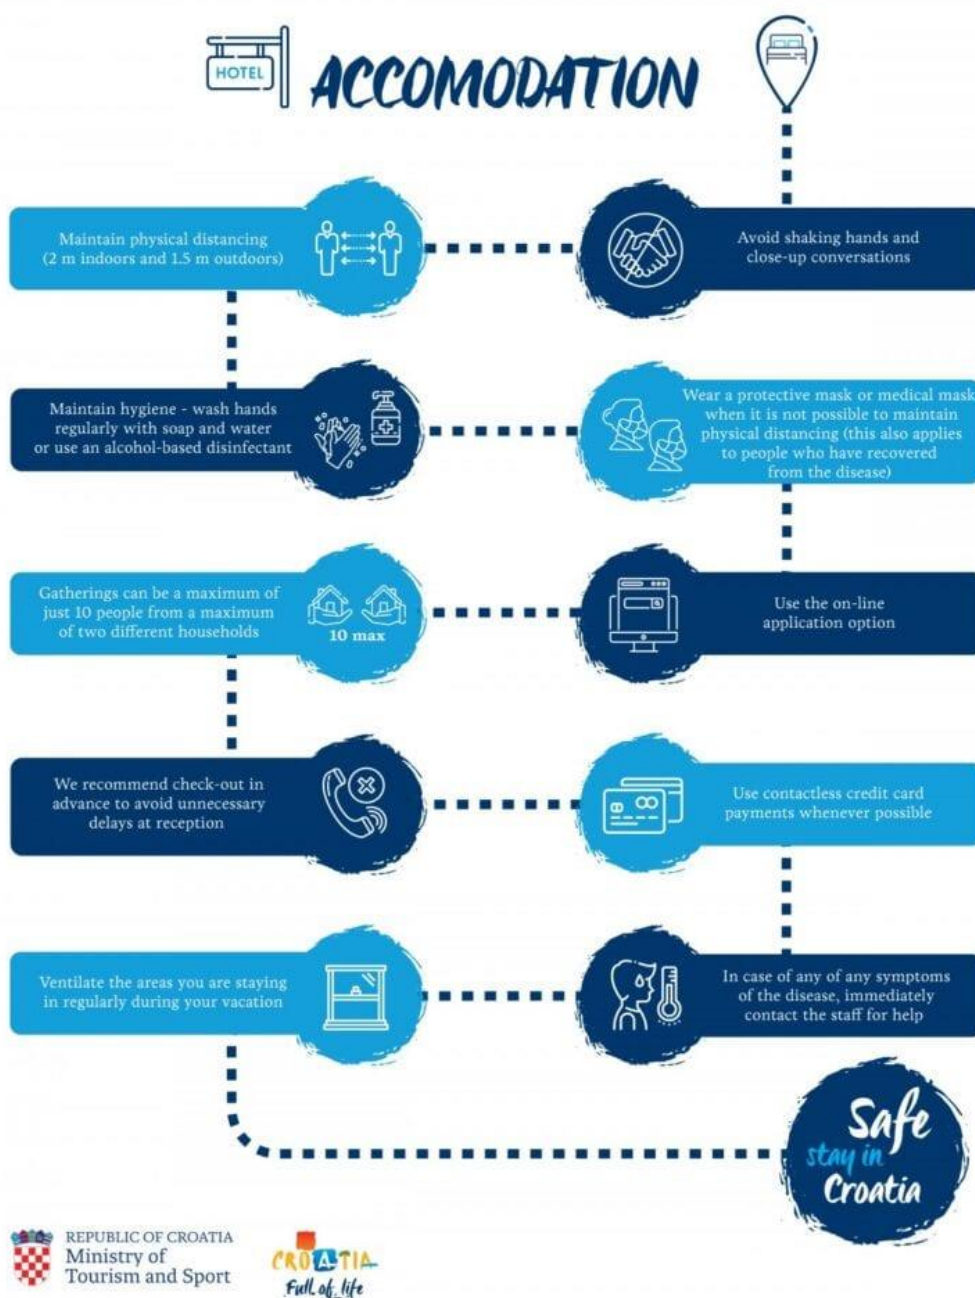 HOTEL
ACCOMODATION
Maintain physical distancing
(2 m indoors and 1.5 m outdoors)
Avoid shaking hands and
close-up conversations
Maintain hygiene - wash hands
regularly with soap and water
or use an alcohol-based disinfectant
Wear a protective mask or medical mask
when it is not possible to maintain
physical distancing (this also applies
to people who have recovered
from the disease)
Gatherings can be a maximum of
just 10 people from a maximum
of two different households
10 max
Use the on-line
application option
We recommend check-out in
advance to avoid unnecessary
delays at reception
Use contactless credit card
payments whenever possible
Ventilate the areas you are staying
in regularly during your vacation
In case of any of any symptoms
of the disease, immediately
contact the staff for help
Safe
stay in
Croatia
REPUBLIC OF CROATIA
Ministry of
Tourism and Sport
CROATIA
Full of life